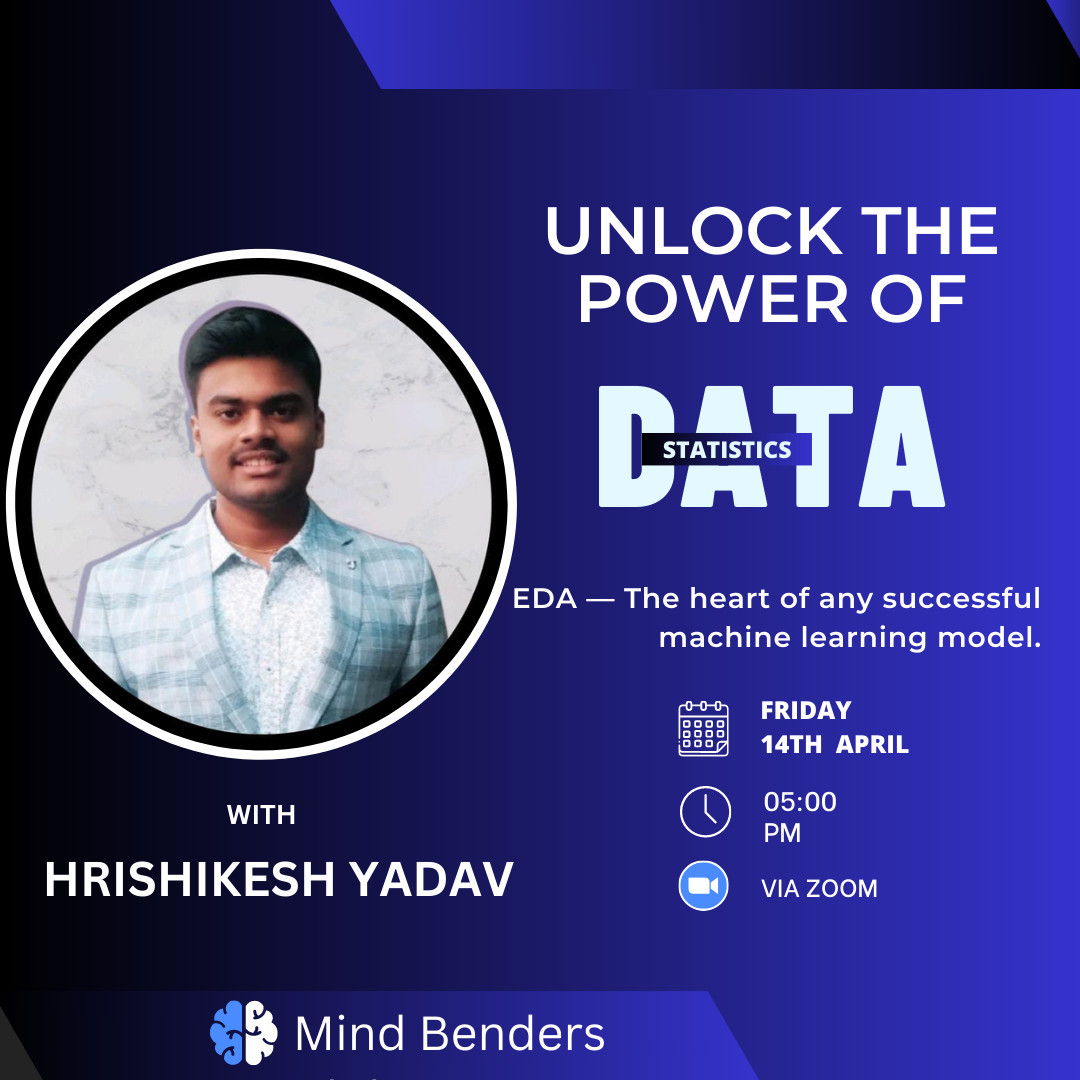 UNLOCK THE
POWER OF
DATA
STATISTICS
EDA — The heart of any successful
machine learning model.
FRIDAY
14TH APRIL
05:00
PM
VIA ZOOM
WITH
HRISHIKESH YADAV
Mind Benders